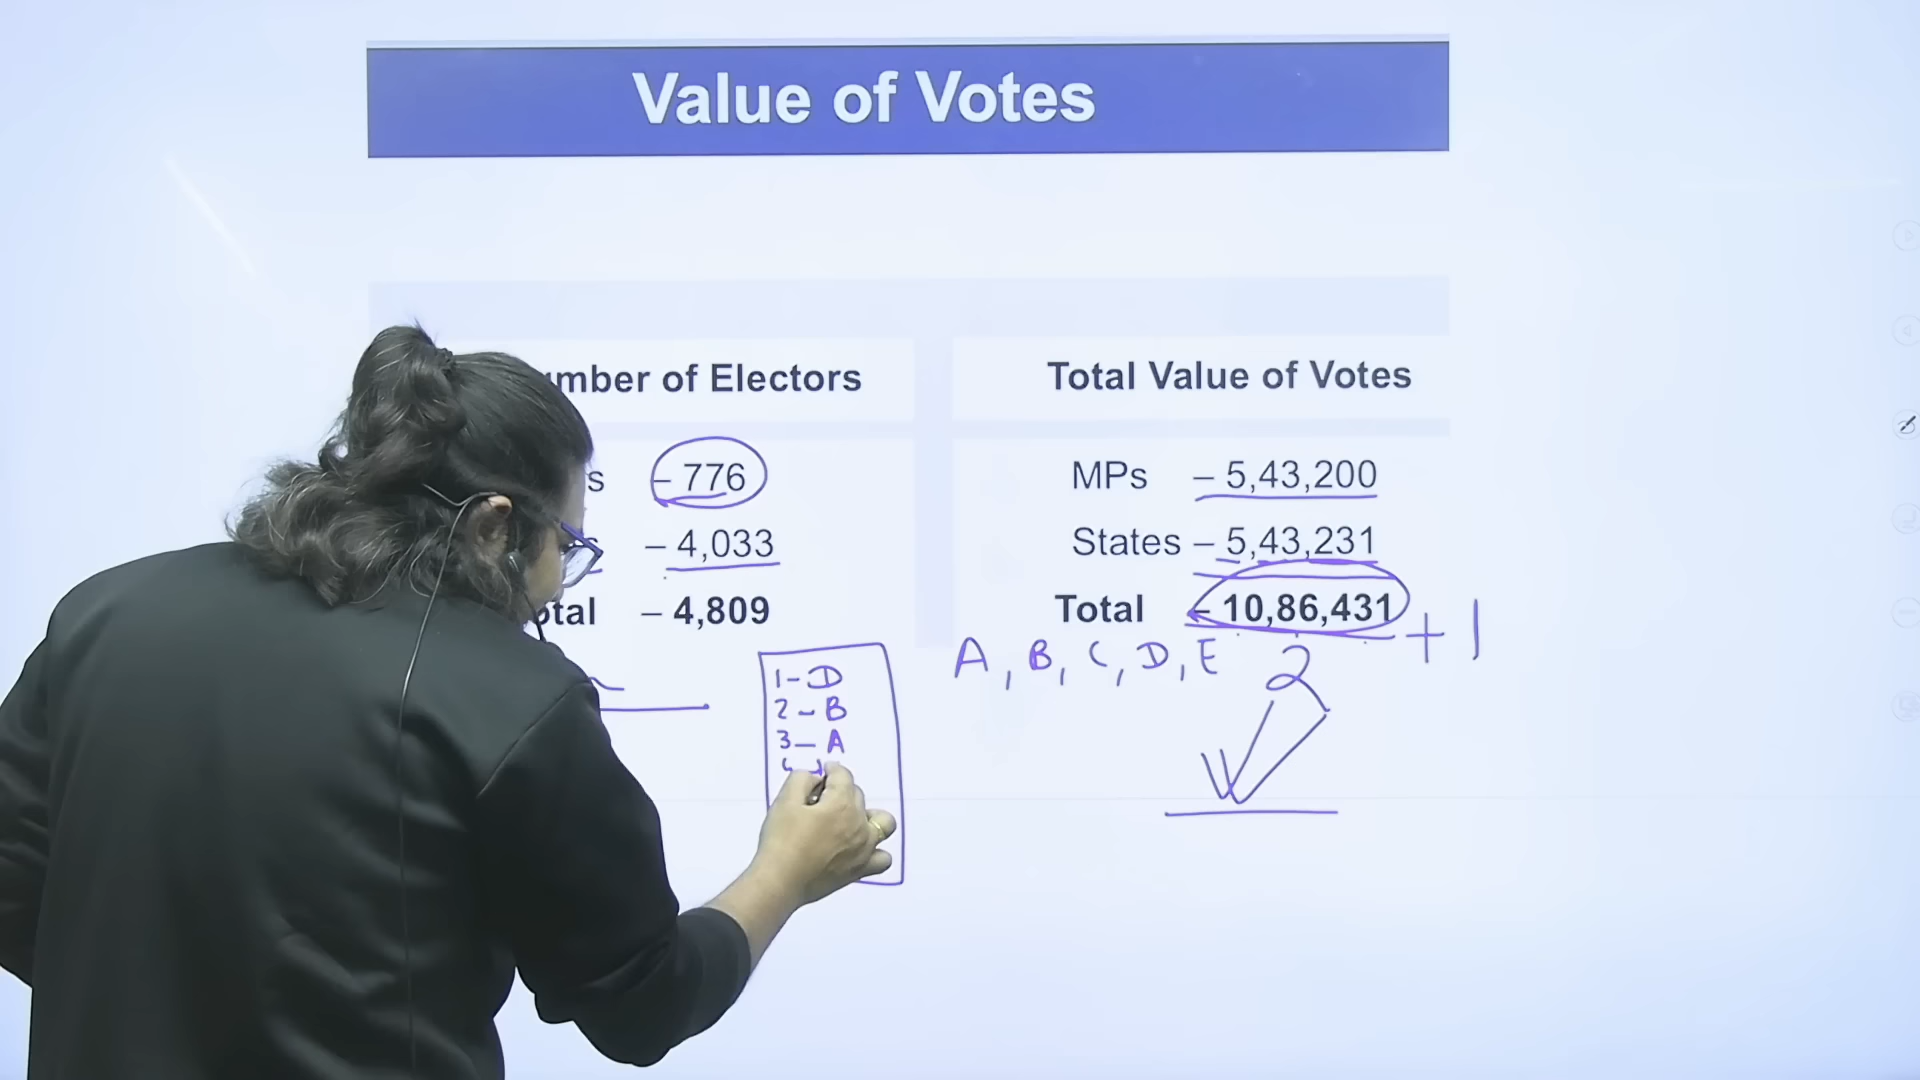 Value of Votes
mber of Electors
Total Value of Votes
s – 776
MPs – 5,43,200
– 4,033
States – 5,43,231
otal – 4,809
Total – 10,86,431 + 1
2
A, B, C, D, E
1 – D
2 – B
3 – A